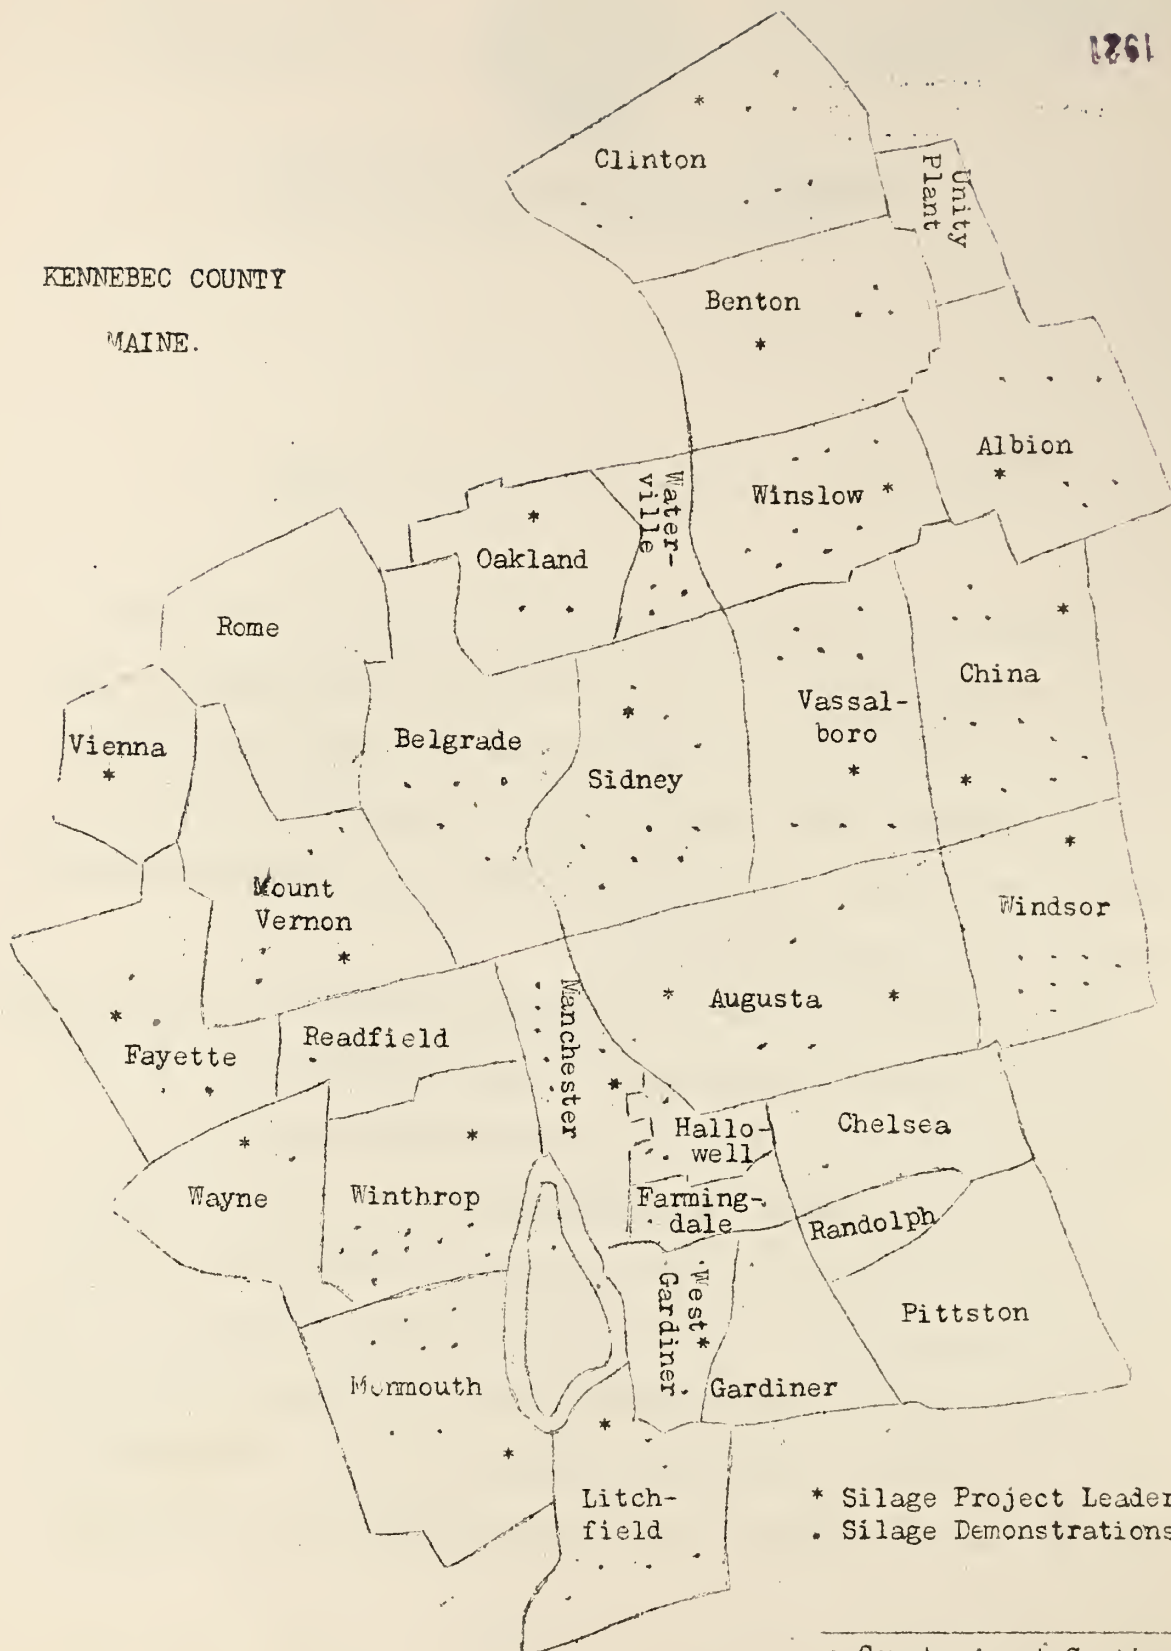 1921
Clinton
Unity
Plant
KENNEBEC COUNTY
MAINE.
Benton
Albion
Water-
ville
Winslow *
Oakland
Rome
China
Vassal-
boro
Vienna
Belgrade
Sidney
Mount
Vernon
Windsor
Augusta
Manchester
Readfield
Fayette
Hallo-
well
Chelsea
Wayne
Winthrop
Farming-
dale
Randolph
West*
Gardiner
Pittston
Monmouth
Gardiner
Litch-
field
* Silage Project Leader
. Silage Demonstrations